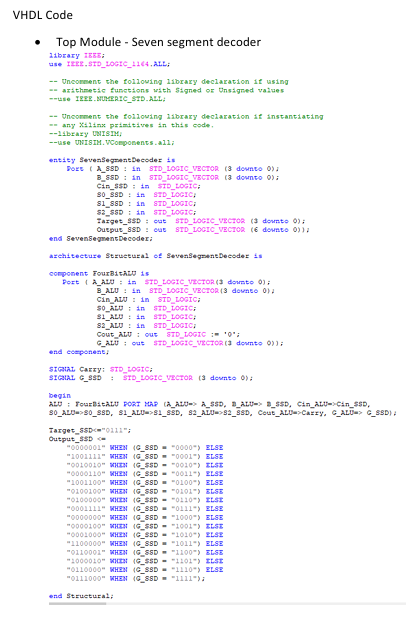 VHDL Code
• Top Module - Seven segment decoder
library IEEE;
use IEEE.STD_LOGIC_1164.ALL;
-- Uncomment the following library declaration if using
-- arithmetic functions with Signed or Unsigned values
--use IEEE.NUMERIC_STD.ALL;
-- Uncomment the following library declaration if instantiating
-- any Xilinx primitives in this code.
--library UNISIM;
--use UNISIM.VComponents.all;
entity SevenSegmentDecoder is
Port ( A_SSD : in STD_LOGIC_VECTOR (3 downto 0);
B_SSD : in STD_LOGIC_VECTOR (3 downto 0);
Cin_SSD : in STD_LOGIC;
S0_SSD : in STD_LOGIC;
S1_SSD : in STD_LOGIC;
S2_SSD : in STD_LOGIC;
Target_SSD : out STD_LOGIC_VECTOR (3 downto 0);
Output_SSD : out STD_LOGIC_VECTOR (6 downto 0));
end SevenSegmentDecoder;
architecture Structural of SevenSegmentDecoder is
component FourBitALU is
Port ( A_ALU : in STD_LOGIC_VECTOR(3 downto 0);
B_ALU : in STD_LOGIC_VECTOR(3 downto 0);
Cin_ALU : in STD_LOGIC;
S0_ALU : in STD_LOGIC;
S1_ALU : in STD_LOGIC;
S2_ALU : in STD_LOGIC;
Cout_ALU : out STD_LOGIC := '0';
G_ALU : out STD_LOGIC_VECTOR(3 downto 0));
end component;
SIGNAL Carry: STD_LOGIC;
SIGNAL G_SSD : STD_LOGIC_VECTOR (3 downto 0);
begin
ALU : FourBitALU PORT MAP (A_ALU=> A_SSD, B_ALU=> B_SSD, Cin_ALU=>Cin_SSD,
S0_ALU=>S0_SSD, S1_ALU=>S1_SSD, S2_ALU=>S2_SSD, Cout_ALU=>Carry, G_ALU=> G_SSD);
Target_SSD<="0111";
Output_SSD <=
"0000001" WHEN (G_SSD = "0000") ELSE
"1001111" WHEN (G_SSD = "0001") ELSE
"0010010" WHEN (G_SSD = "0010") ELSE
"0000110" WHEN (G_SSD = "0011") ELSE
"1001100" WHEN (G_SSD = "0100") ELSE
"0100100" WHEN (G_SSD = "0101") ELSE
"0100000" WHEN (G_SSD = "0110") ELSE
"0001111" WHEN (G_SSD = "0111") ELSE
"0000000" WHEN (G_SSD = "1000") ELSE
"0000100" WHEN (G_SSD = "1001") ELSE
"0001000" WHEN (G_SSD = "1010") ELSE
"1100000" WHEN (G_SSD = "1011") ELSE
"0110001" WHEN (G_SSD = "1100") ELSE
"1000010" WHEN (G_SSD = "1101") ELSE
"0110000" WHEN (G_SSD = "1110") ELSE
"0111000" WHEN (G_SSD = "1111");
end Structural;